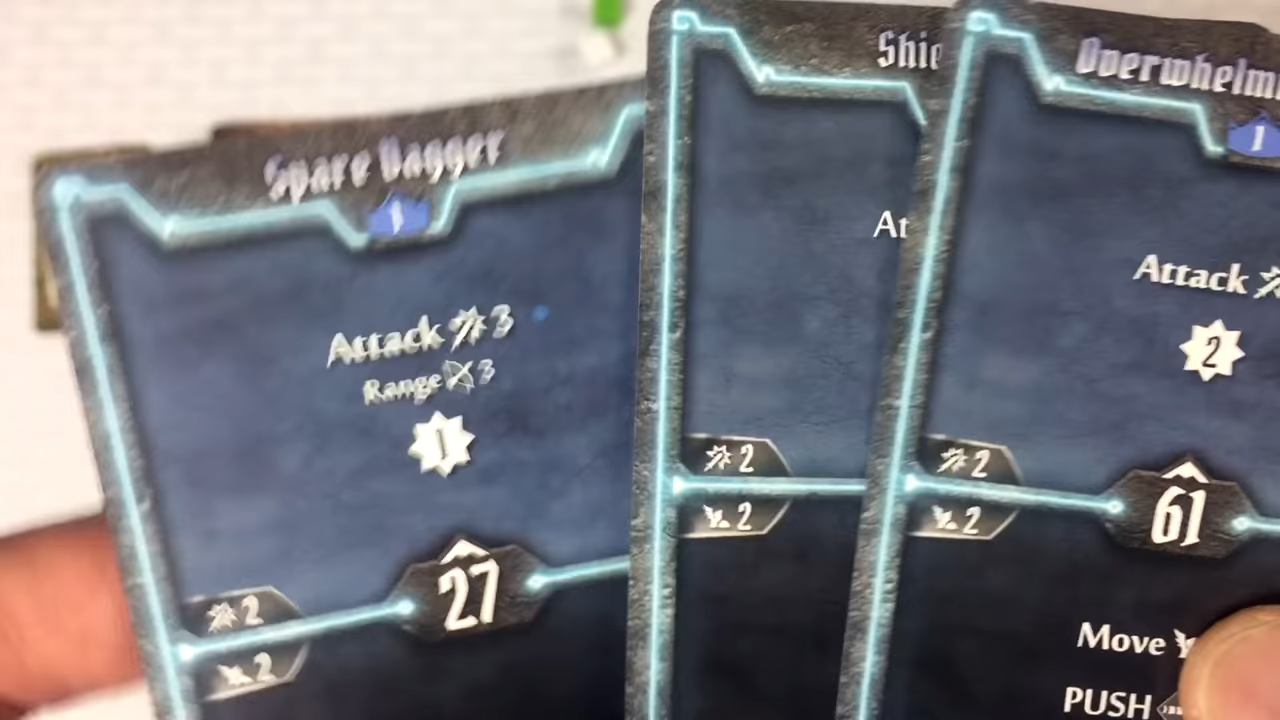 Spare Dagger
1
Attack 3
Range 3
1
2
27
2
Shie
At
2
2
Overwhelm
1
Attack
2
2
61
2
Move
PUSH